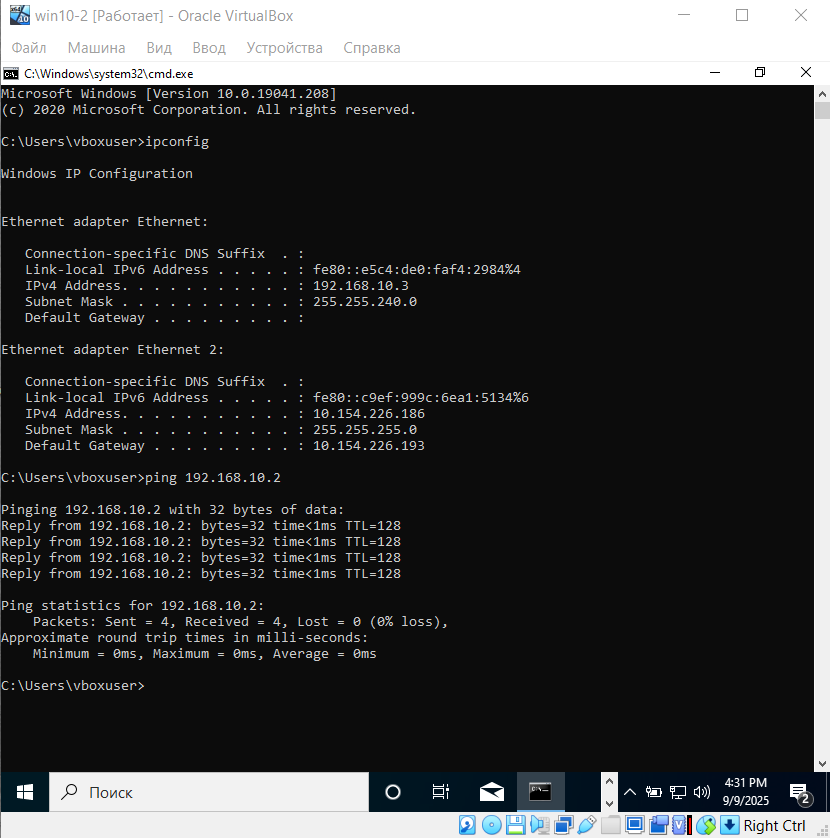 win10-2 [Работает] - Oracle VirtualBox
Файл Машина Вид Ввод Устройства Справка
C:\Windows\system32\cmd.exe
Microsoft Windows [Version 10.0.19041.208]
(c) 2020 Microsoft Corporation. All rights reserved.
C:\Users\vboxuser>ipconfig
Windows IP Configuration
Ethernet adapter Ethernet:
Connection-specific DNS Suffix . :
Link-local IPv6 Address . . . . . : fe80::e5c4:de0:faf4:2984%4
IPv4 Address. . . . . . . . . . . : 192.168.10.3
Subnet Mask . . . . . . . . . . . : 255.255.240.0
Default Gateway . . . . . . . . . :
Ethernet adapter Ethernet 2:
Connection-specific DNS Suffix . :
Link-local IPv6 Address . . . . . : fe80::c9ef:999c:6ea1:5134%6
IPv4 Address. . . . . . . . . . . : 10.154.226.186
Subnet Mask . . . . . . . . . . . : 255.255.255.0
Default Gateway . . . . . . . . . : 10.154.226.193
C:\Users\vboxuser>ping 192.168.10.2
Pinging 192.168.10.2 with 32 bytes of data:
Reply from 192.168.10.2: bytes=32 time<1ms TTL=128
Reply from 192.168.10.2: bytes=32 time<1ms TTL=128
Reply from 192.168.10.2: bytes=32 time<1ms TTL=128
Reply from 192.168.10.2: bytes=32 time<1ms TTL=128
Ping statistics for 192.168.10.2:
Packets: Sent = 4, Received = 4, Lost = 0 (0% loss),
Approximate round trip times in milli-seconds:
Minimum = 0ms, Maximum = 0ms, Average = 0ms
C:\Users\vboxuser>
Поиск
4:31 PM
9/9/2025
2
Right Ctrl